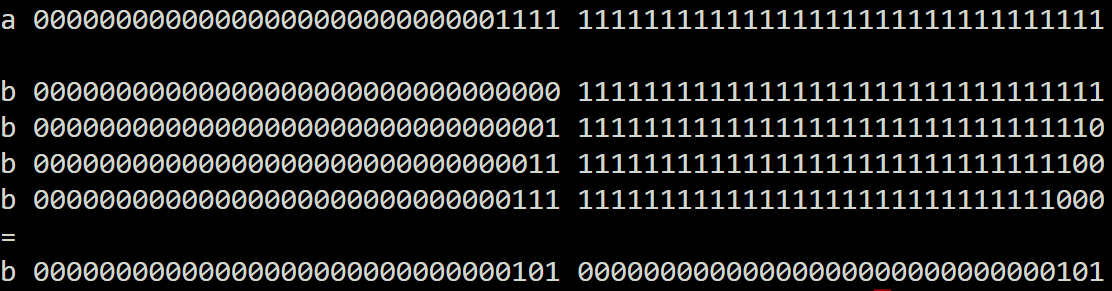 a 00000000000000000000000000001111 11111111111111111111111111111111
b 00000000000000000000000000000000 11111111111111111111111111111111
b 00000000000000000000000000000001 11111111111111111111111111111110
b 00000000000000000000000000000011 11111111111111111111111111111100
b 00000000000000000000000000000111 11111111111111111111111111111000
=
b 00000000000000000000000000000101 00000000000000000000000000000101